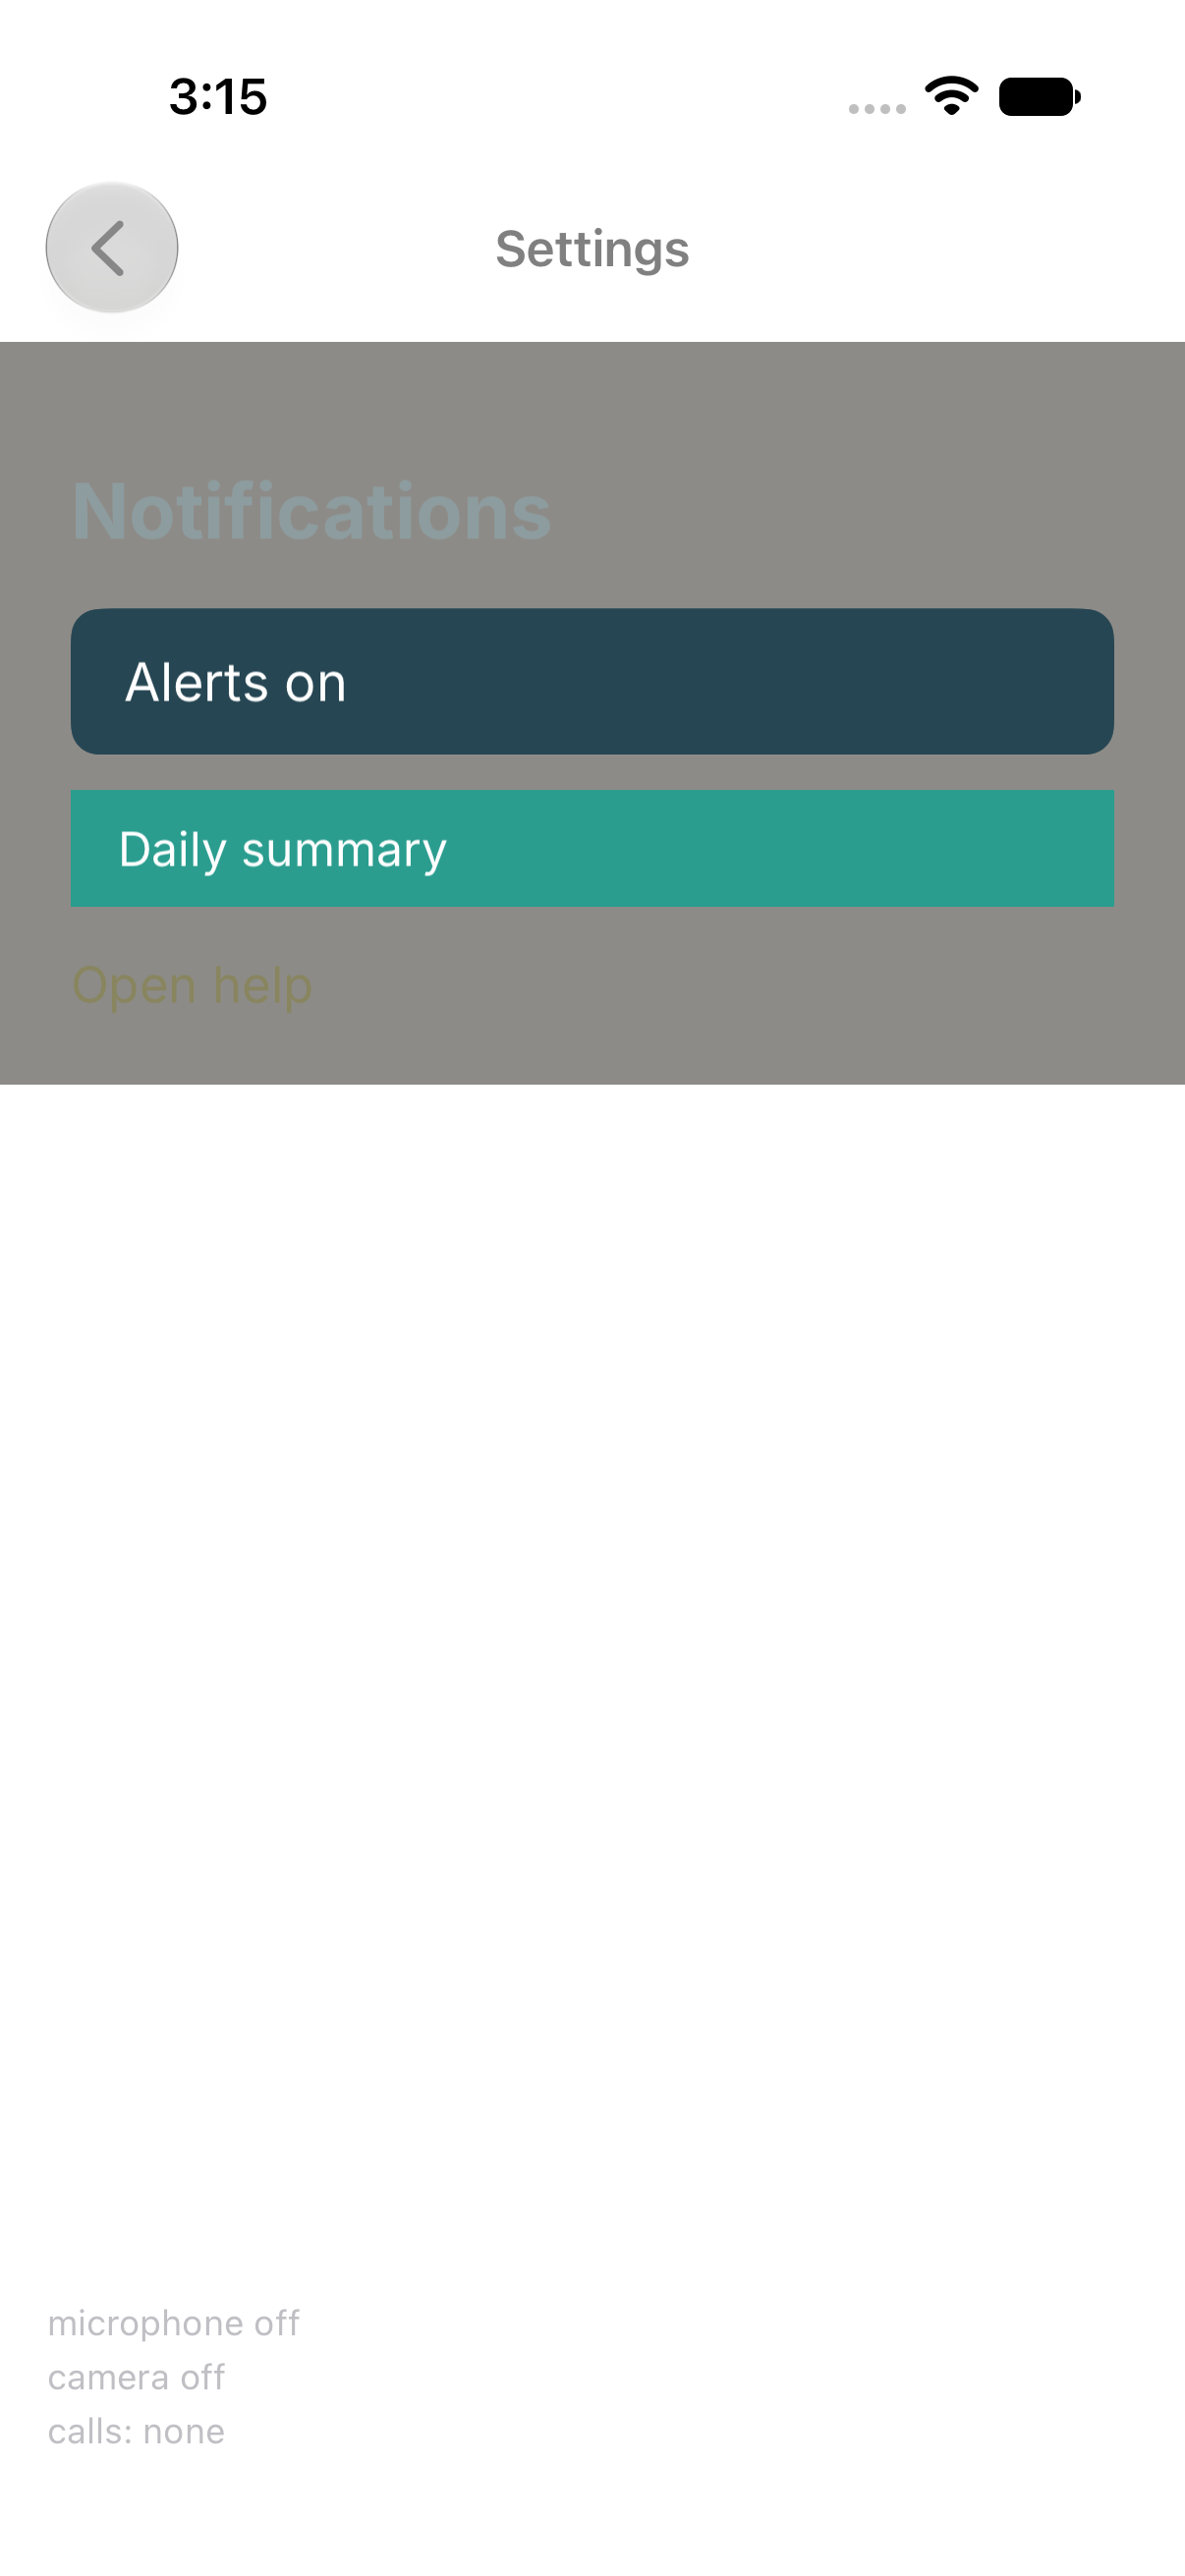 3:15
Settings
Notifications
Alerts on
Daily summary
Open help
microphone off
camera off
calls: none